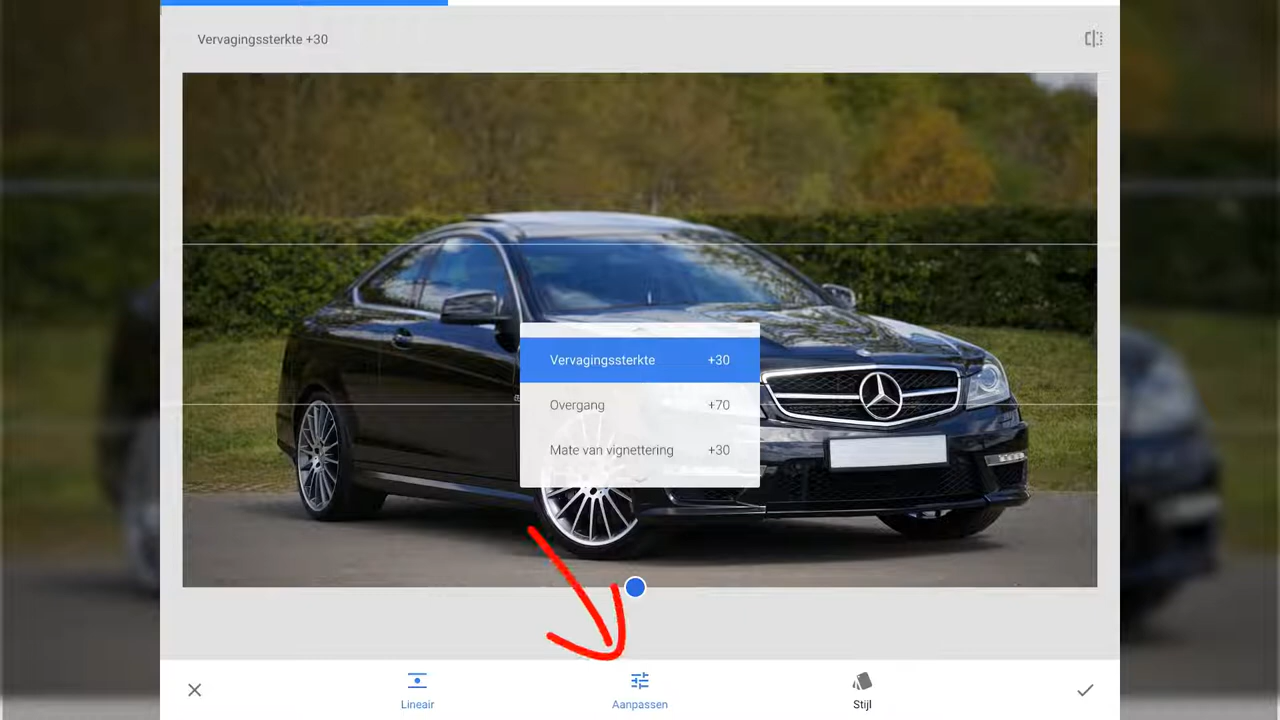 Vervagingssterkte +30
Vervagingssterkte +30
Overgang +70
Mate van vignettering +30
Lineair
Aanpassen
Stijl